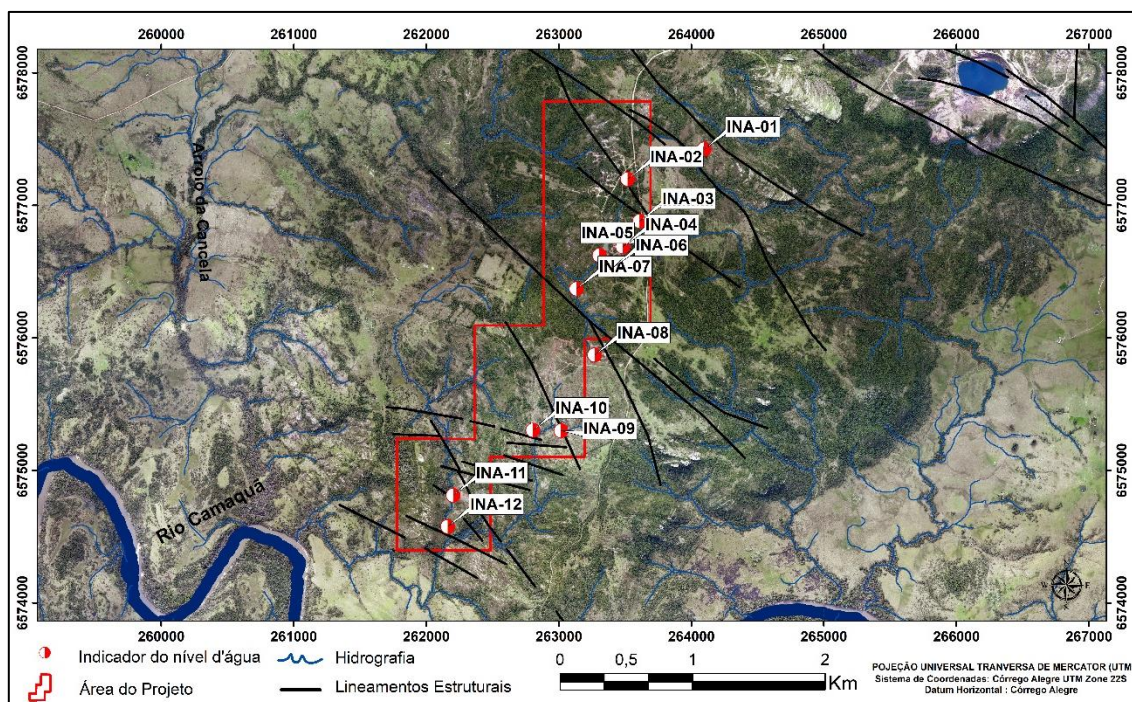 260000 261000 262000 263000 264000 265000 266000 267000
6578000
6578000
INA-01
INA-02
Arroio da Cancela
6577000
INA-03
6577000
INA-04
INA-05
INA-06
INA-07
6576000
INA-08
6576000
INA-10
INA-09
6575000
INA-11
6575000
INA-12
Rio Camaquã
6574000
6574000
W E
260000 261000 262000 263000 264000 265000 266000 267000
Indicador do nível d'água
Hidrografia
Área do Projeto
Lineamentos Estruturais
0 0,5 1 2
Km
POJEÇÃO UNIVERSAL TRANVERSA DE MERCATOR (UTM
Sistema de Coordenadas: Córrego Alegre UTM Zone 22S
Datum Horizontal : Córrego Alegre